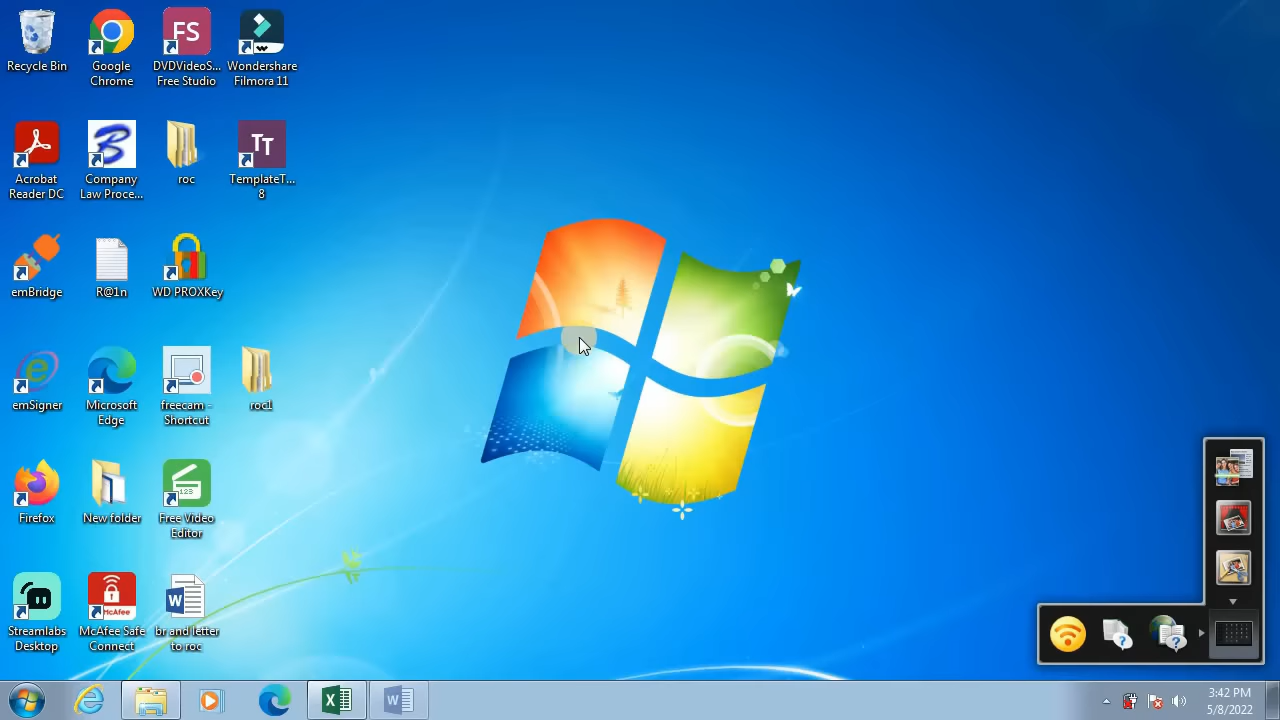 Recycle Bin
Google
Chrome
FS
DVDVideoS...
Free Studio
Wondershare
Filmora 11
Acrobat
Reader DC
Company
Law Proce...
roc
TT
TemplateT...
8
emBridge
R@1n
WD PROXKey
emSigner
Microsoft
Edge
freecam -
Shortcut
roc1
Firefox
New folder
123
Free Video
Editor
Streamlabs
Desktop
McAfee
McAfee Safe
Connect
W
br and letter
to roc
X
W
3:42 PM
5/8/2022